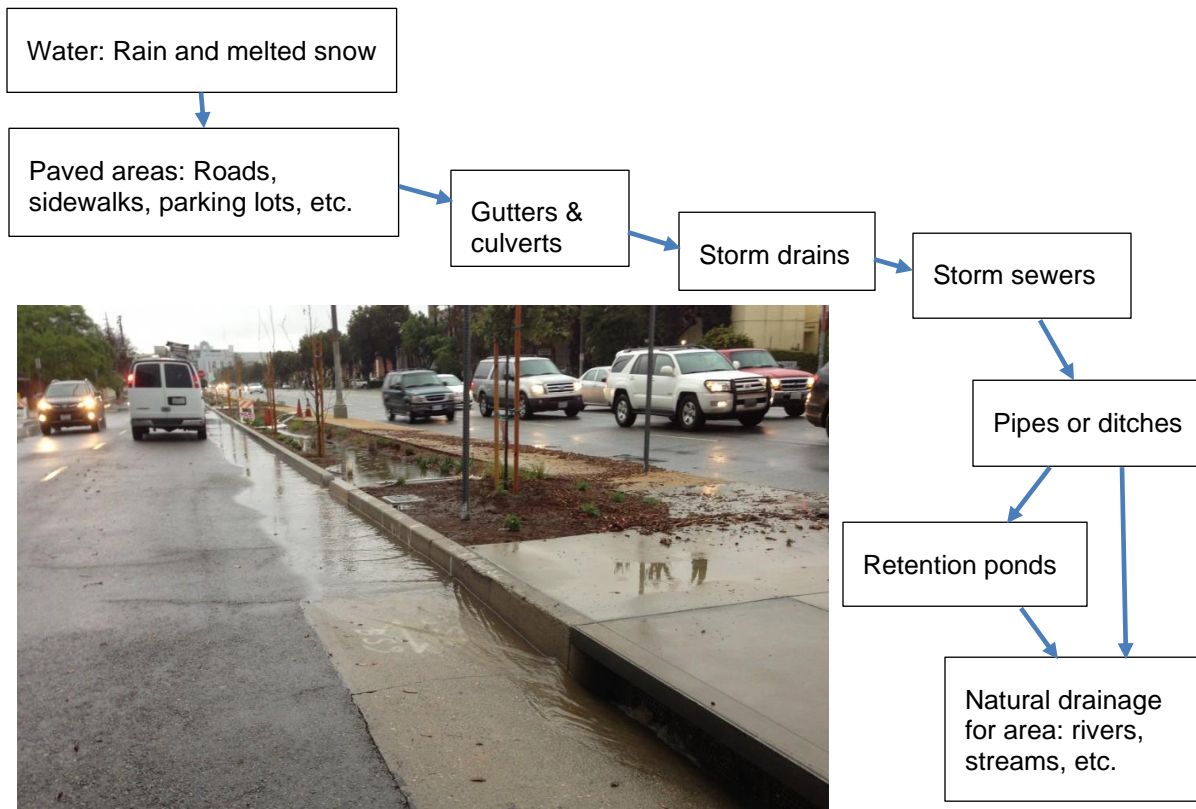 Water: Rain and melted snow
Paved areas: Roads,
sidewalks, parking lots, etc.
Gutters &
culverts
Storm drains
Storm sewers
Pipes or ditches
Retention ponds
Natural drainage
for area: rivers,
streams, etc.